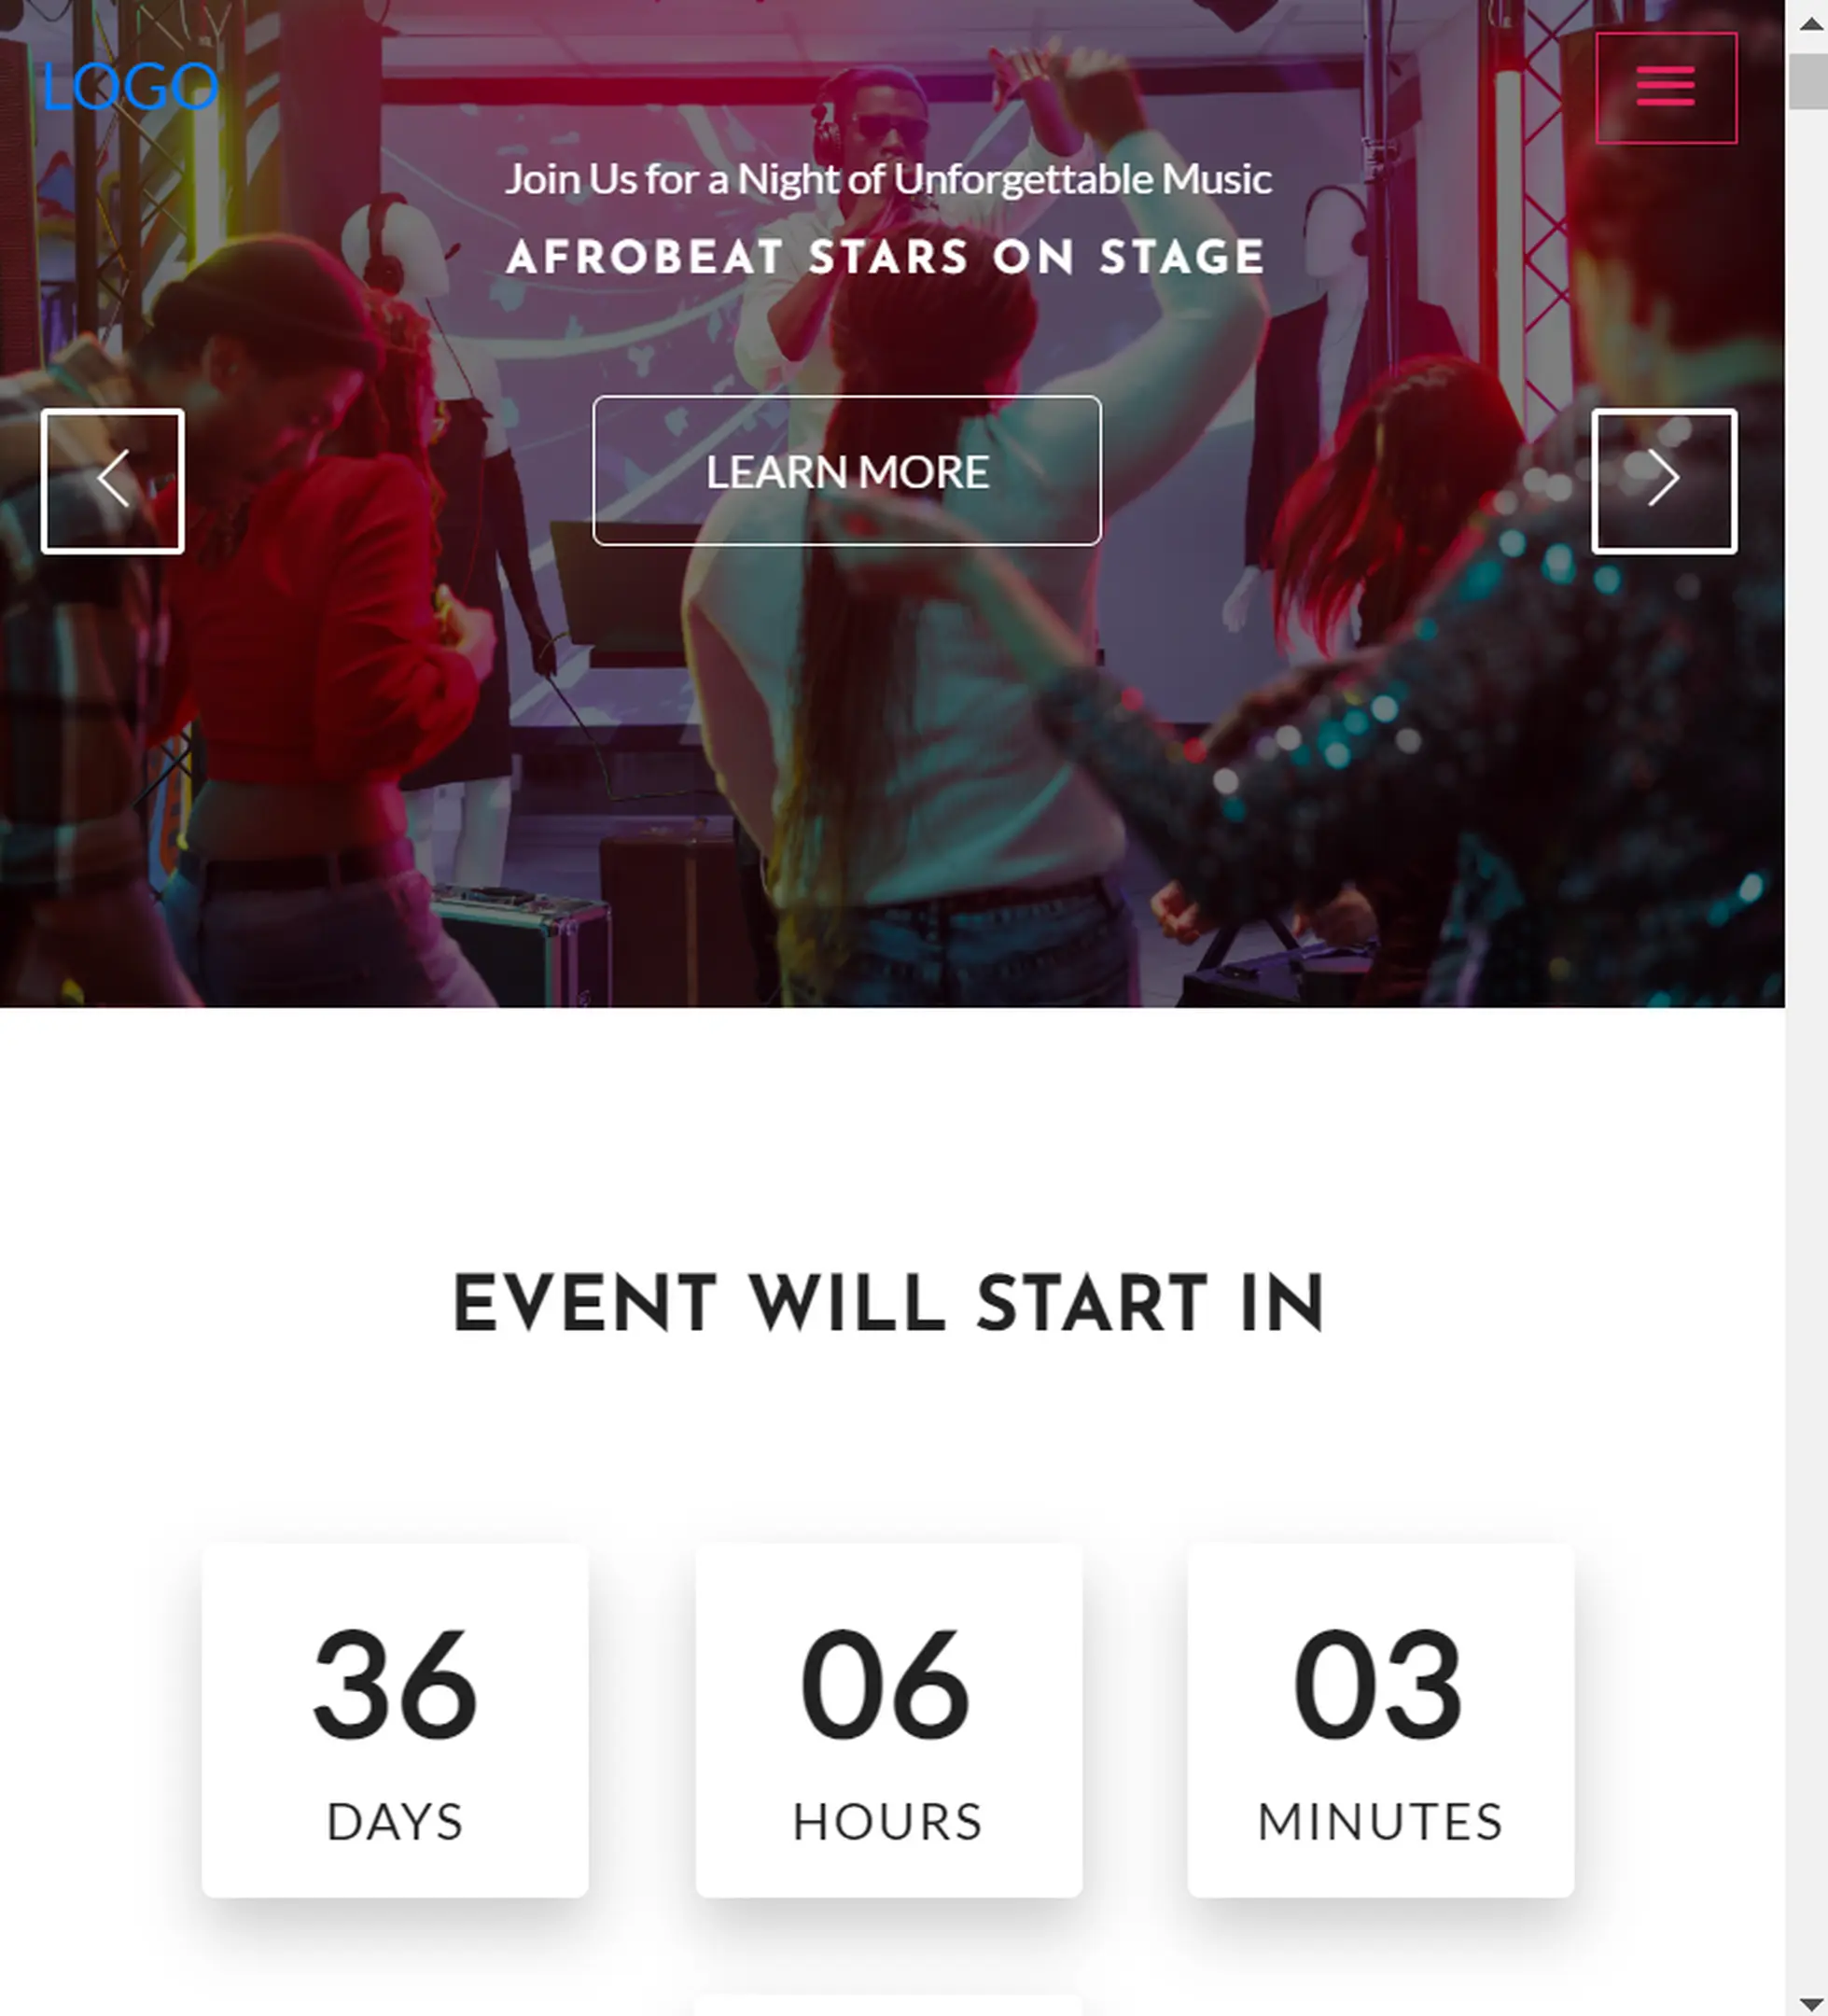 LOGO
Join Us for a Night of Unforgettable Music
AFROBEAT STARS ON STAGE
LEARN MORE
EVENT WILL START IN
36
DAYS
06
HOURS
03
MINUTES